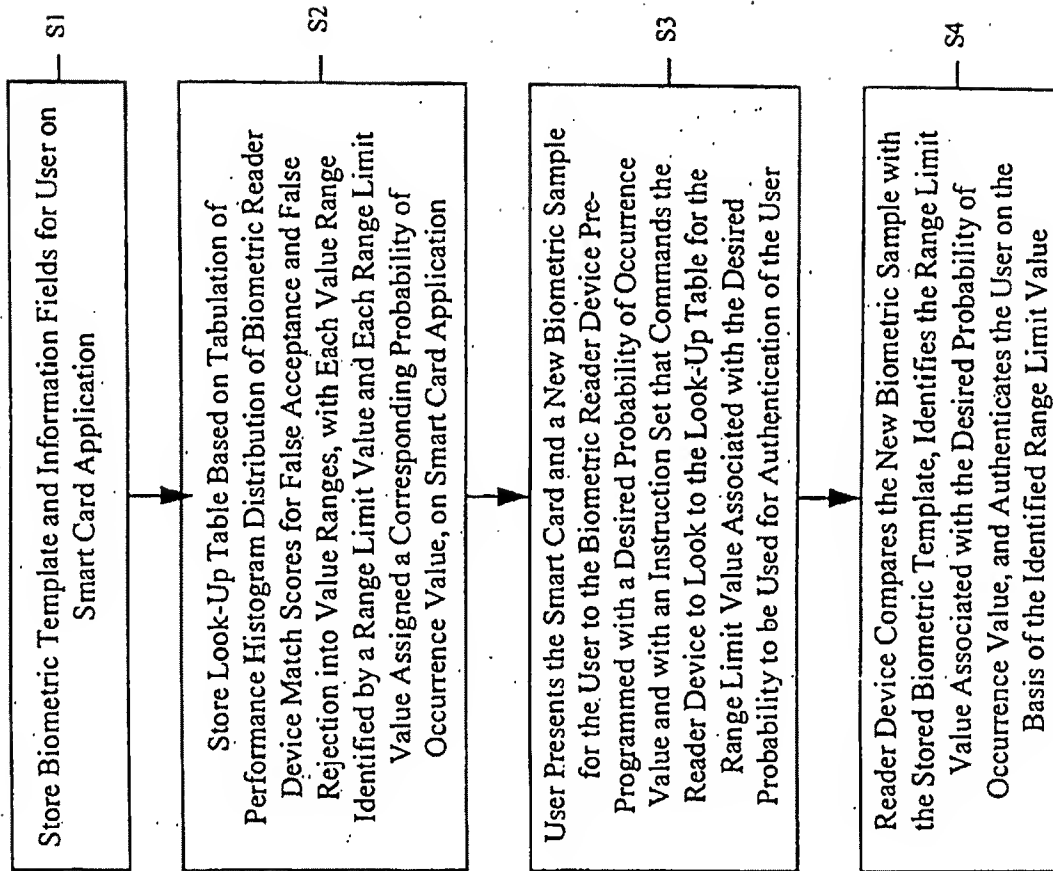 Store Biometric Template and Information Fields for User on
Smart Card Application
S1
Store Look-Up Table Based on Tabulation of
Performance Histogram Distribution of Biometric Reader
Device Match Scores for False Acceptance and False
Rejection into Value Ranges, with Each Value Range
Identified by a Range Limit Value and Each Range Limit
Value Assigned a Corresponding Probability of
Occurrence Value, on Smart Card Application
S2
User Presents the Smart Card and a New Biometric Sample
for the User to the Biometric Reader Device Pre-
Programmed with a Desired Probability of Occurrence
Value and with an Instruction Set that Commands the
Reader Device to Look to the Look-Up Table for the
Range Limit Value Associated with the Desired
Probability to be Used for Authentication of the User
S3
Reader Device Compares the New Biometric Sample with
the Stored Biometric Template, Identifies the Range Limit
Value Associated with the Desired Probability of
Occurrence Value, and Authenticates the User on the
Basis of the Identified Range Limit Value
S4